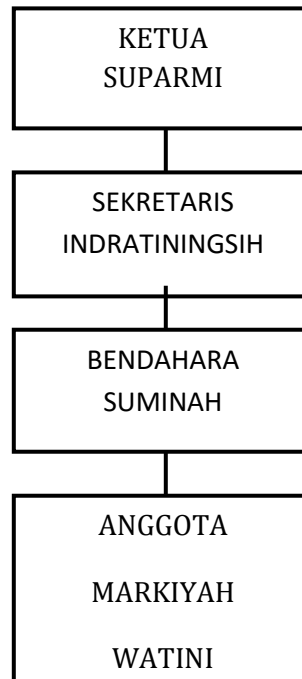 KETUA
SUPARMI
SEKRETARIS
INDRATININGSIH
BENDAHARA
SUMINAH
ANGGOTA
MARKIYAH
WATINI